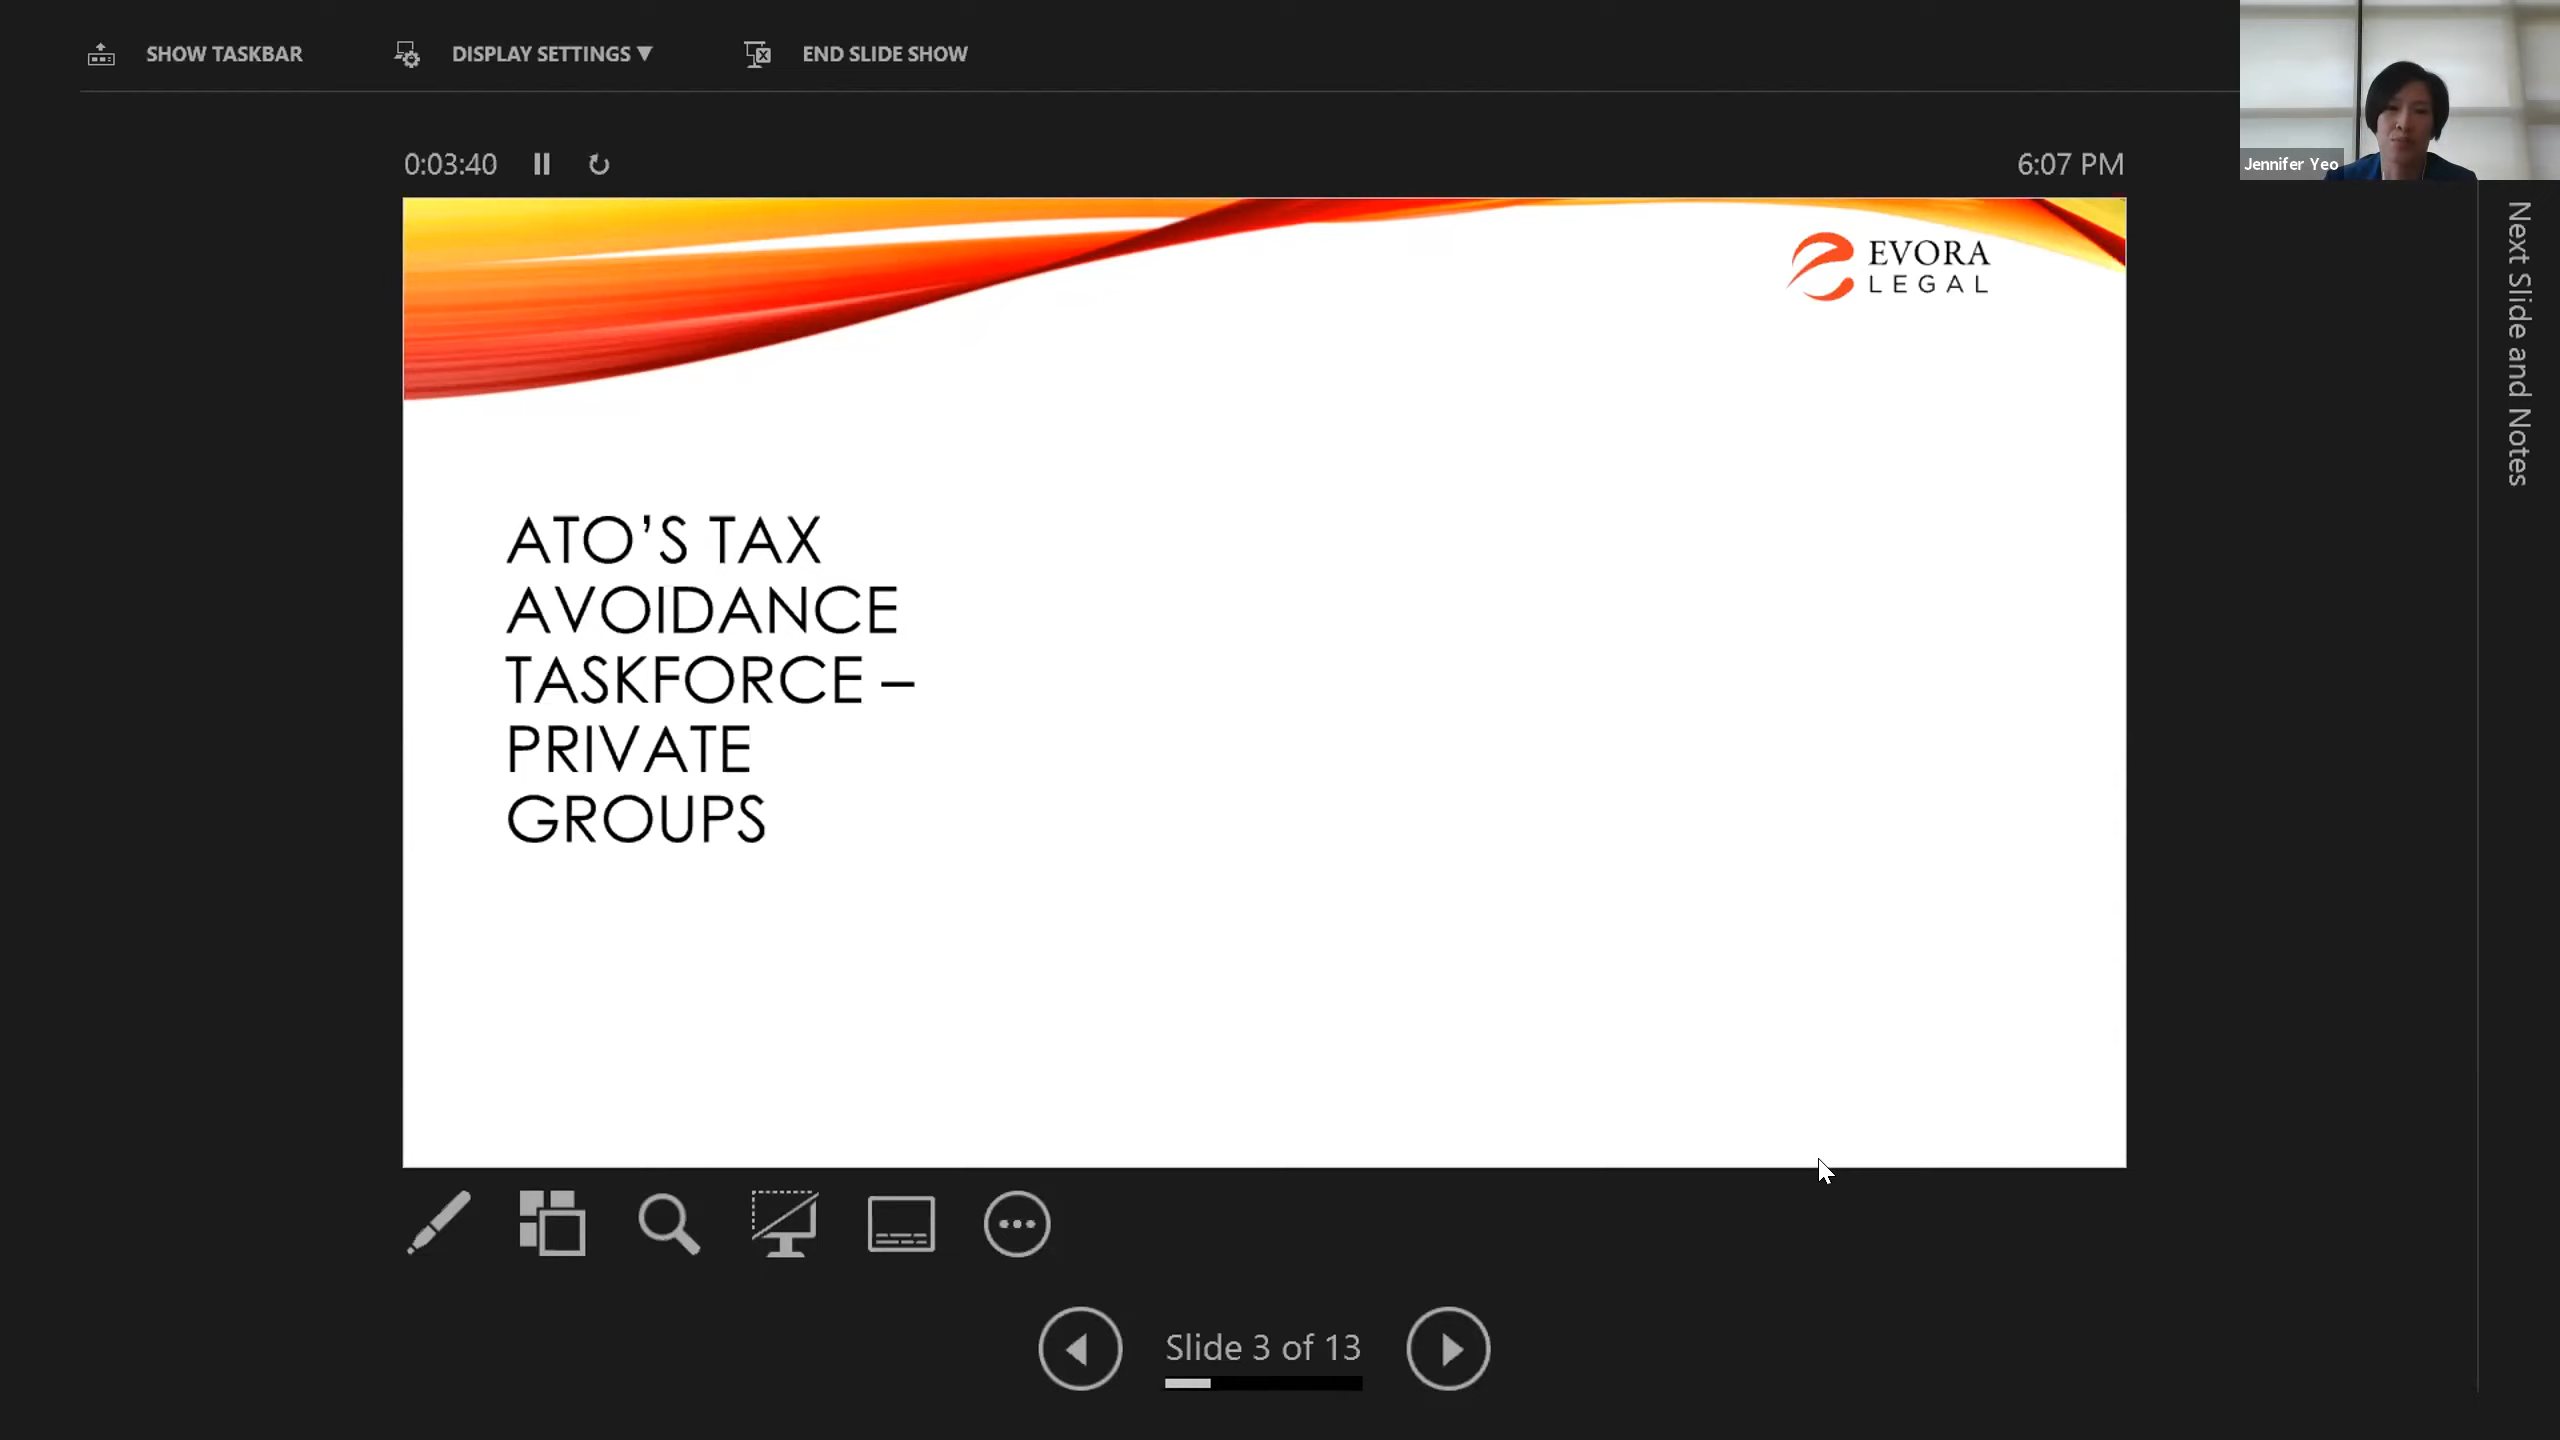 SHOW TASKBAR
DISPLAY SETTINGS ▼
END SLIDE SHOW
Jennifer Yeo
0:03:40
6:07 PM
EVORA
LEGAL
ATO’S TAX
AVOIDANCE
TASKFORCE –
PRIVATE
GROUPS
Next Slide and Notes
Slide 3 of 13